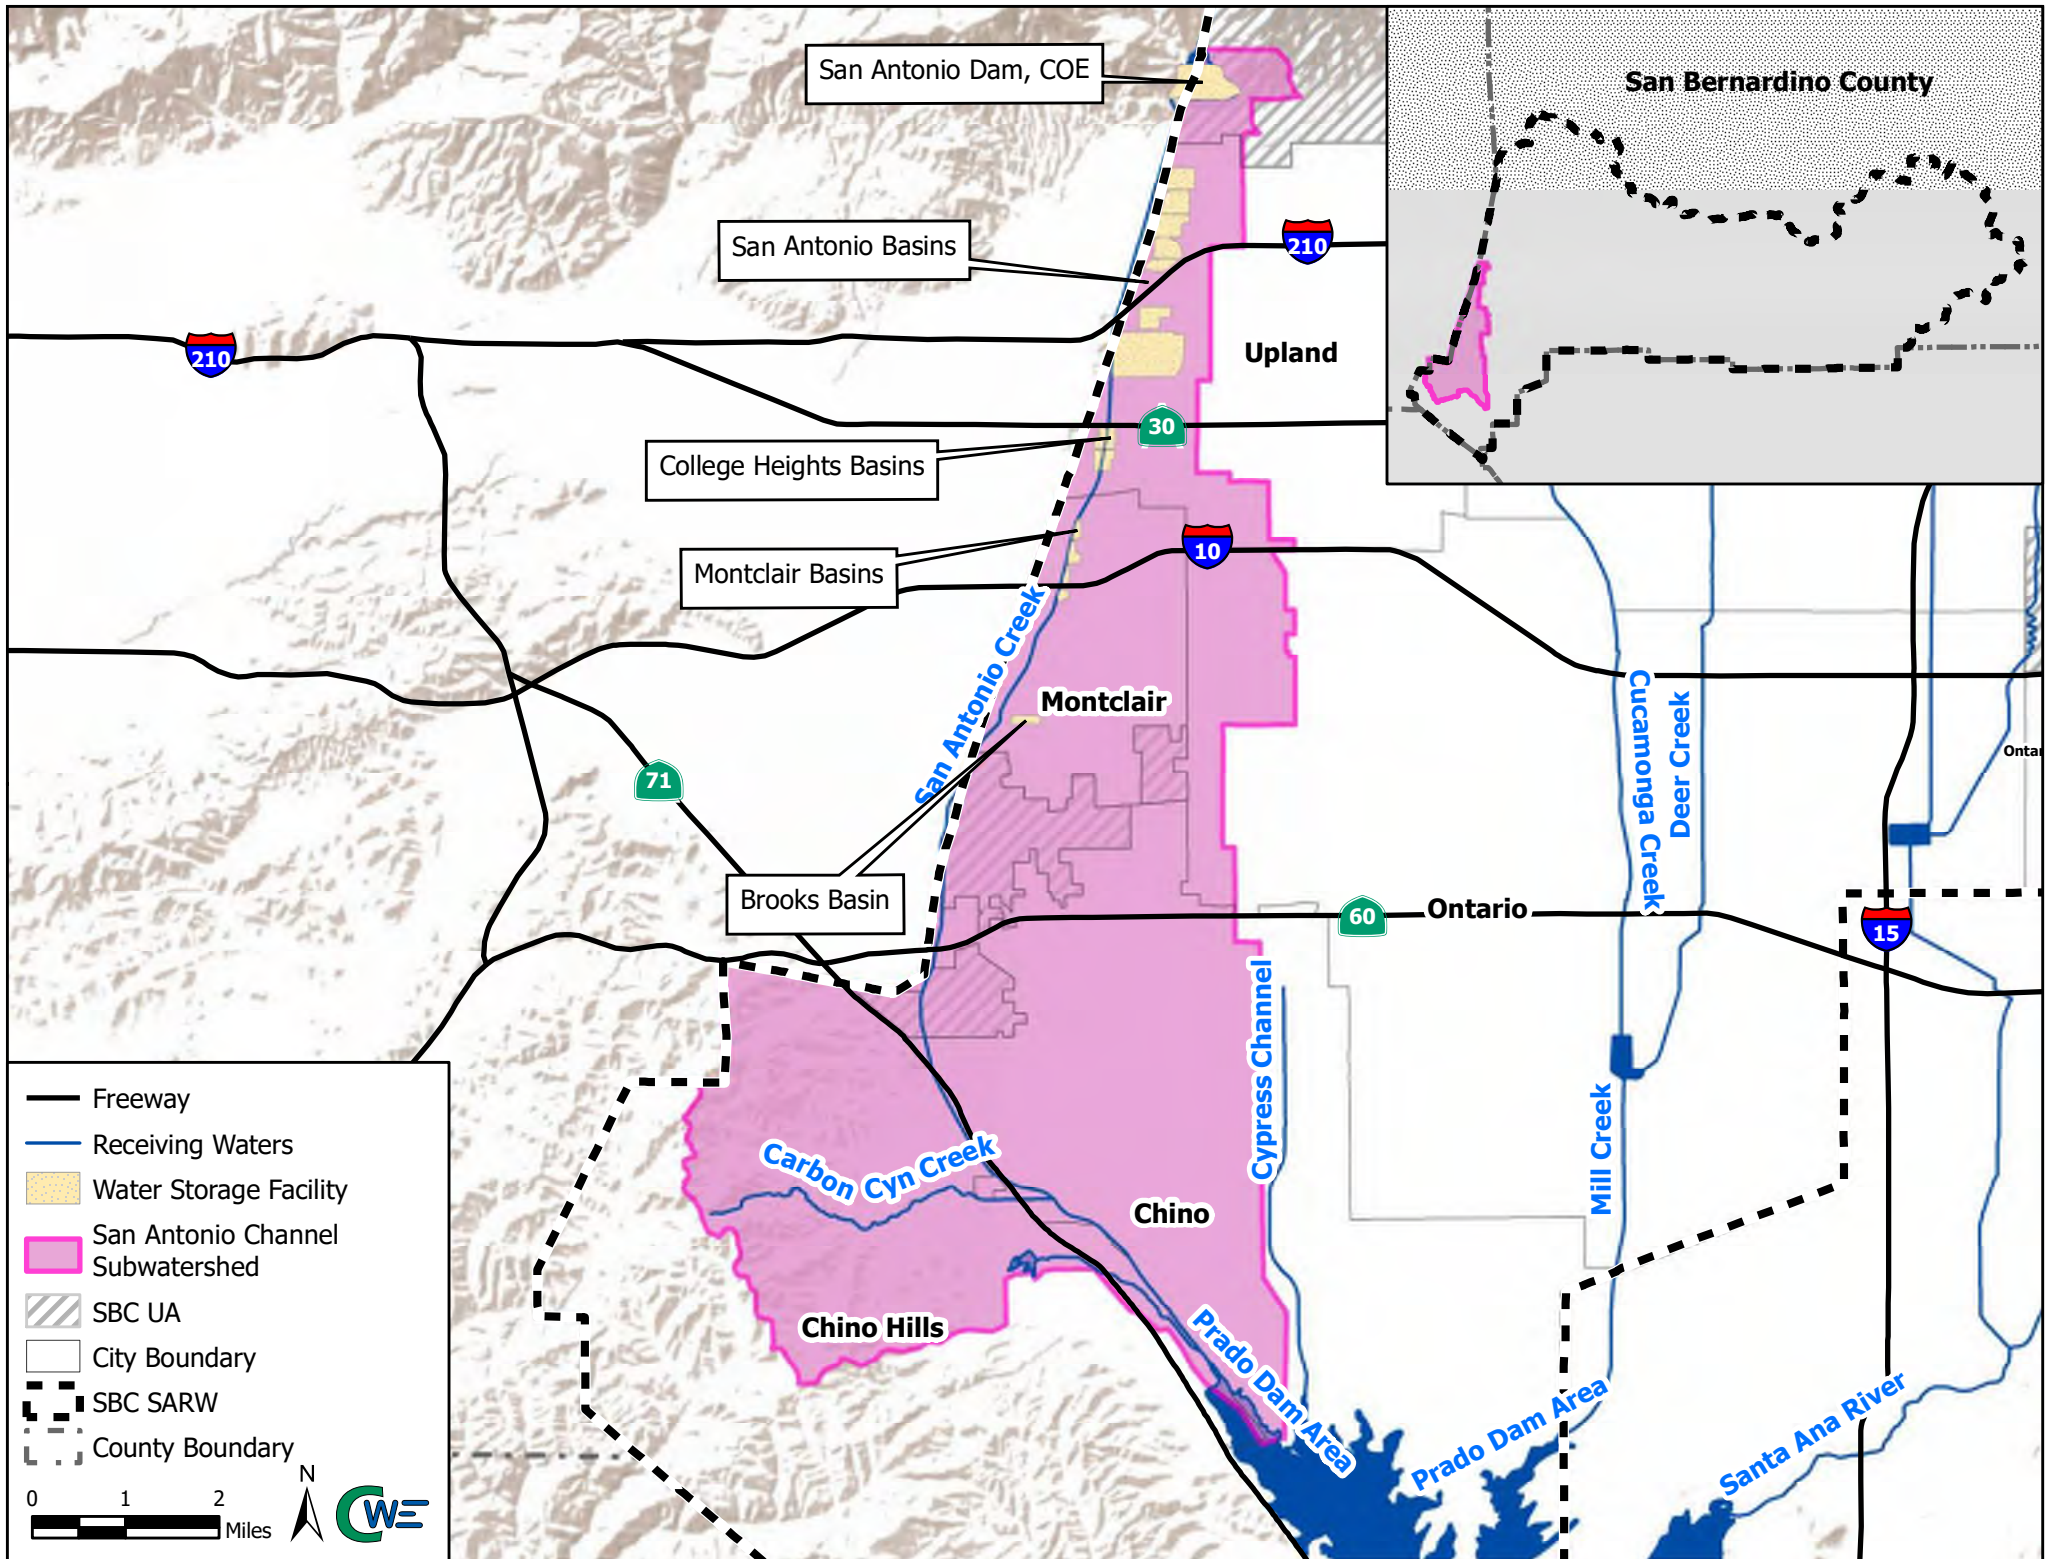 San Antonio Dam, COE
San Bernardino County
San Antonio Basins
210
210
Upland
30
College Heights Basins
10
Montclair Basins
San Antonio Creek
Montclair
Cucamonga Creek
Deer Creek
Ontar
71
Brooks Basin
60
Ontario
15
Cypress Channel
Carbon Cyn Creek
Mill Creek
Chino
Chino Hills
Prado Dam Area
Prado Dam Area
Santa Ana River
Freeway
Receiving Waters
Water Storage Facility
San Antonio Channel
Subwatershed
SBC UA
City Boundary
SBC SARW
County Boundary
N
0 1 2
Miles
CWE